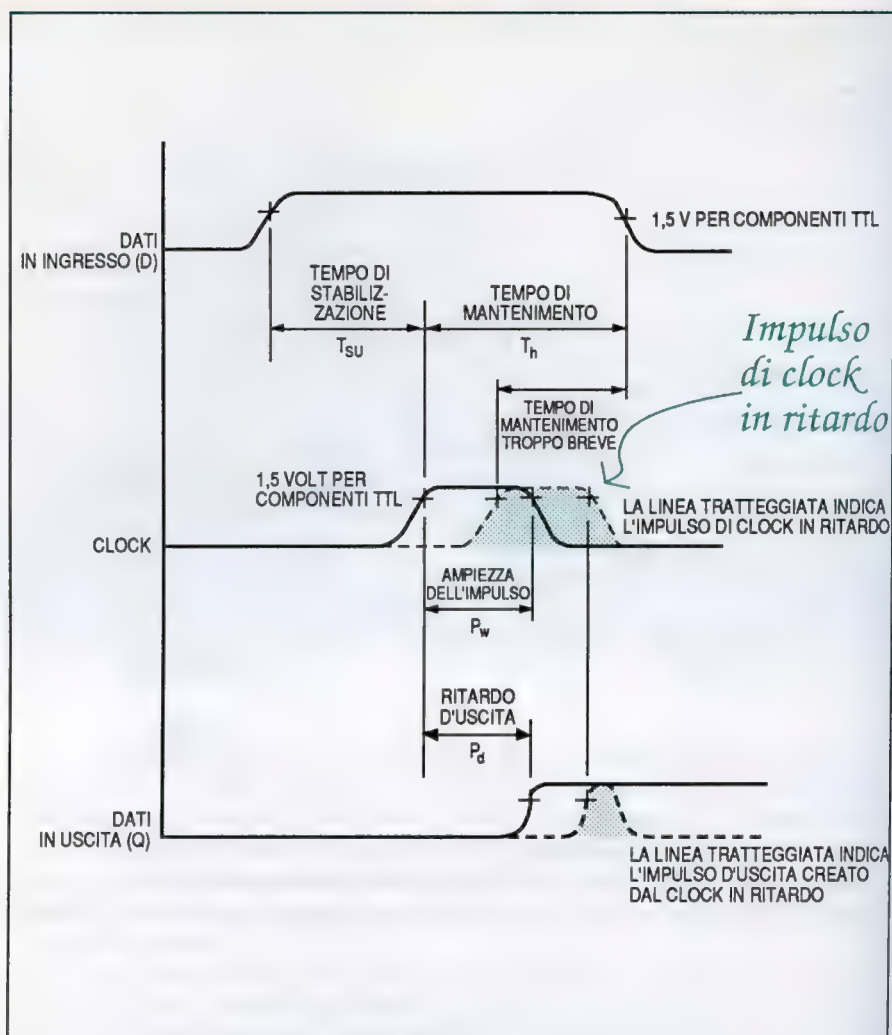 1,5 V PER COMPONENTI TTL
DATI
IN INGRESSO (D)
TEMPO DI
STABILIZ-
ZAZIONE
TSU
TEMPO DI
MANTENIMENTO
Th
Impulso
di clock
in ritardo
TEMPO DI
MANTENIMENTO
TROPPO BREVE
1,5 VOLT PER
COMPONENTI TTL
LA LINEA TRATTEGGIATA INDICA
L'IMPULSO DI CLOCK IN RITARDO
CLOCK
AMPIEZZA
DELL'IMPULSO
Pw
RITARDO
D'USCITA
Pd
DATI
IN USCITA (Q)
LA LINEA TRATTEGGIATA INDICA
L'IMPULSO D'USCITA CREATO
DAL CLOCK IN RITARDO